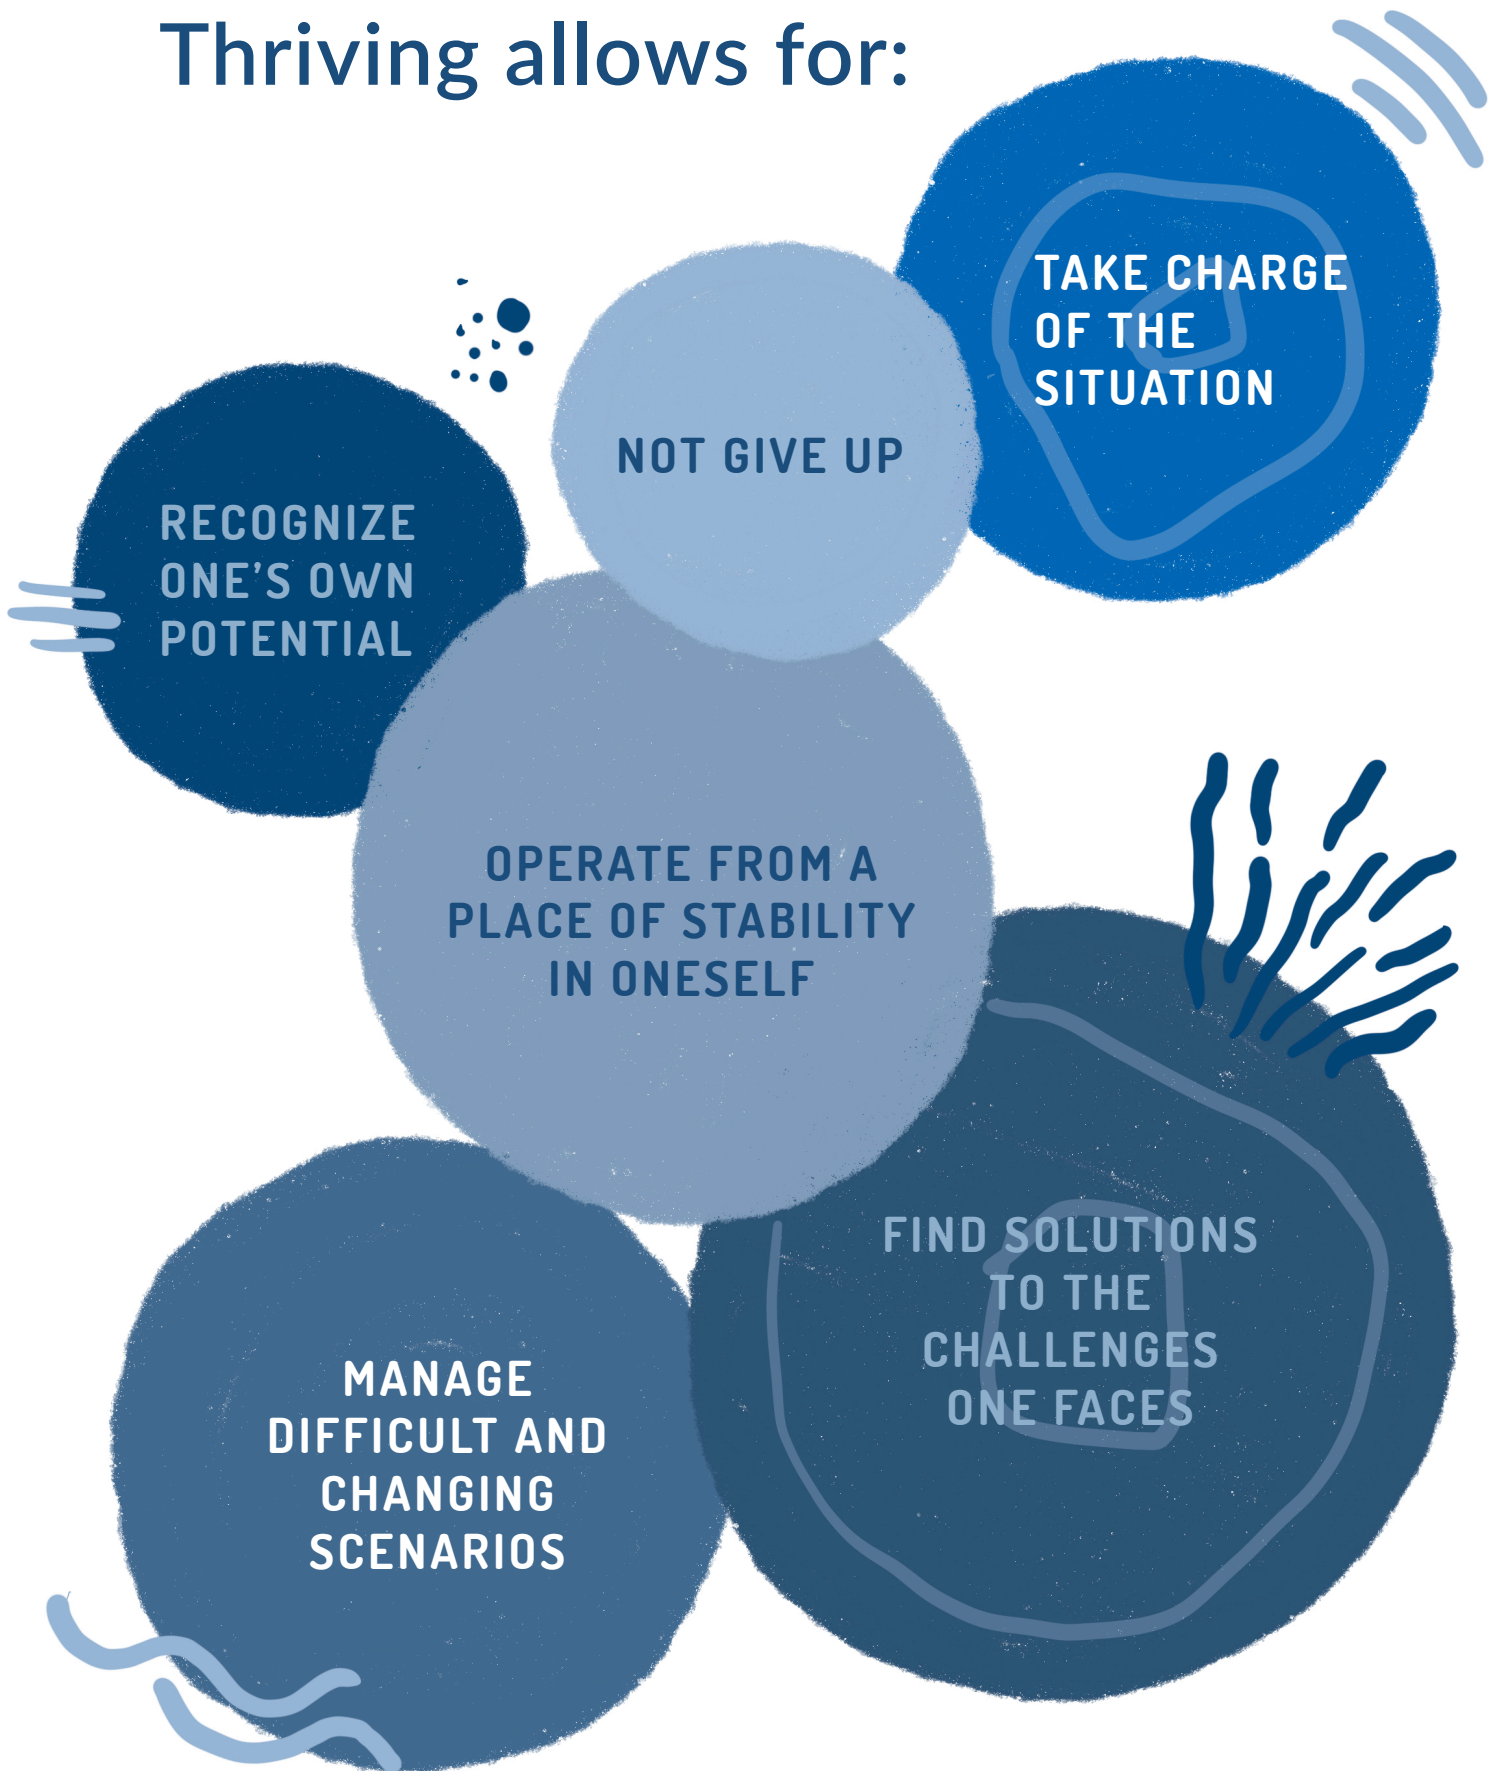 Thriving allows for:
TAKE CHARGE
OF THE
SITUATION
NOT GIVE UP
RECOGNIZE
ONE’S OWN
POTENTIAL
OPERATE FROM A
PLACE OF STABILITY
IN ONESELF
FIND SOLUTIONS
TO THE
CHALLENGES
ONE FACES
MANAGE
DIFFICULT AND
CHANGING
SCENARIOS